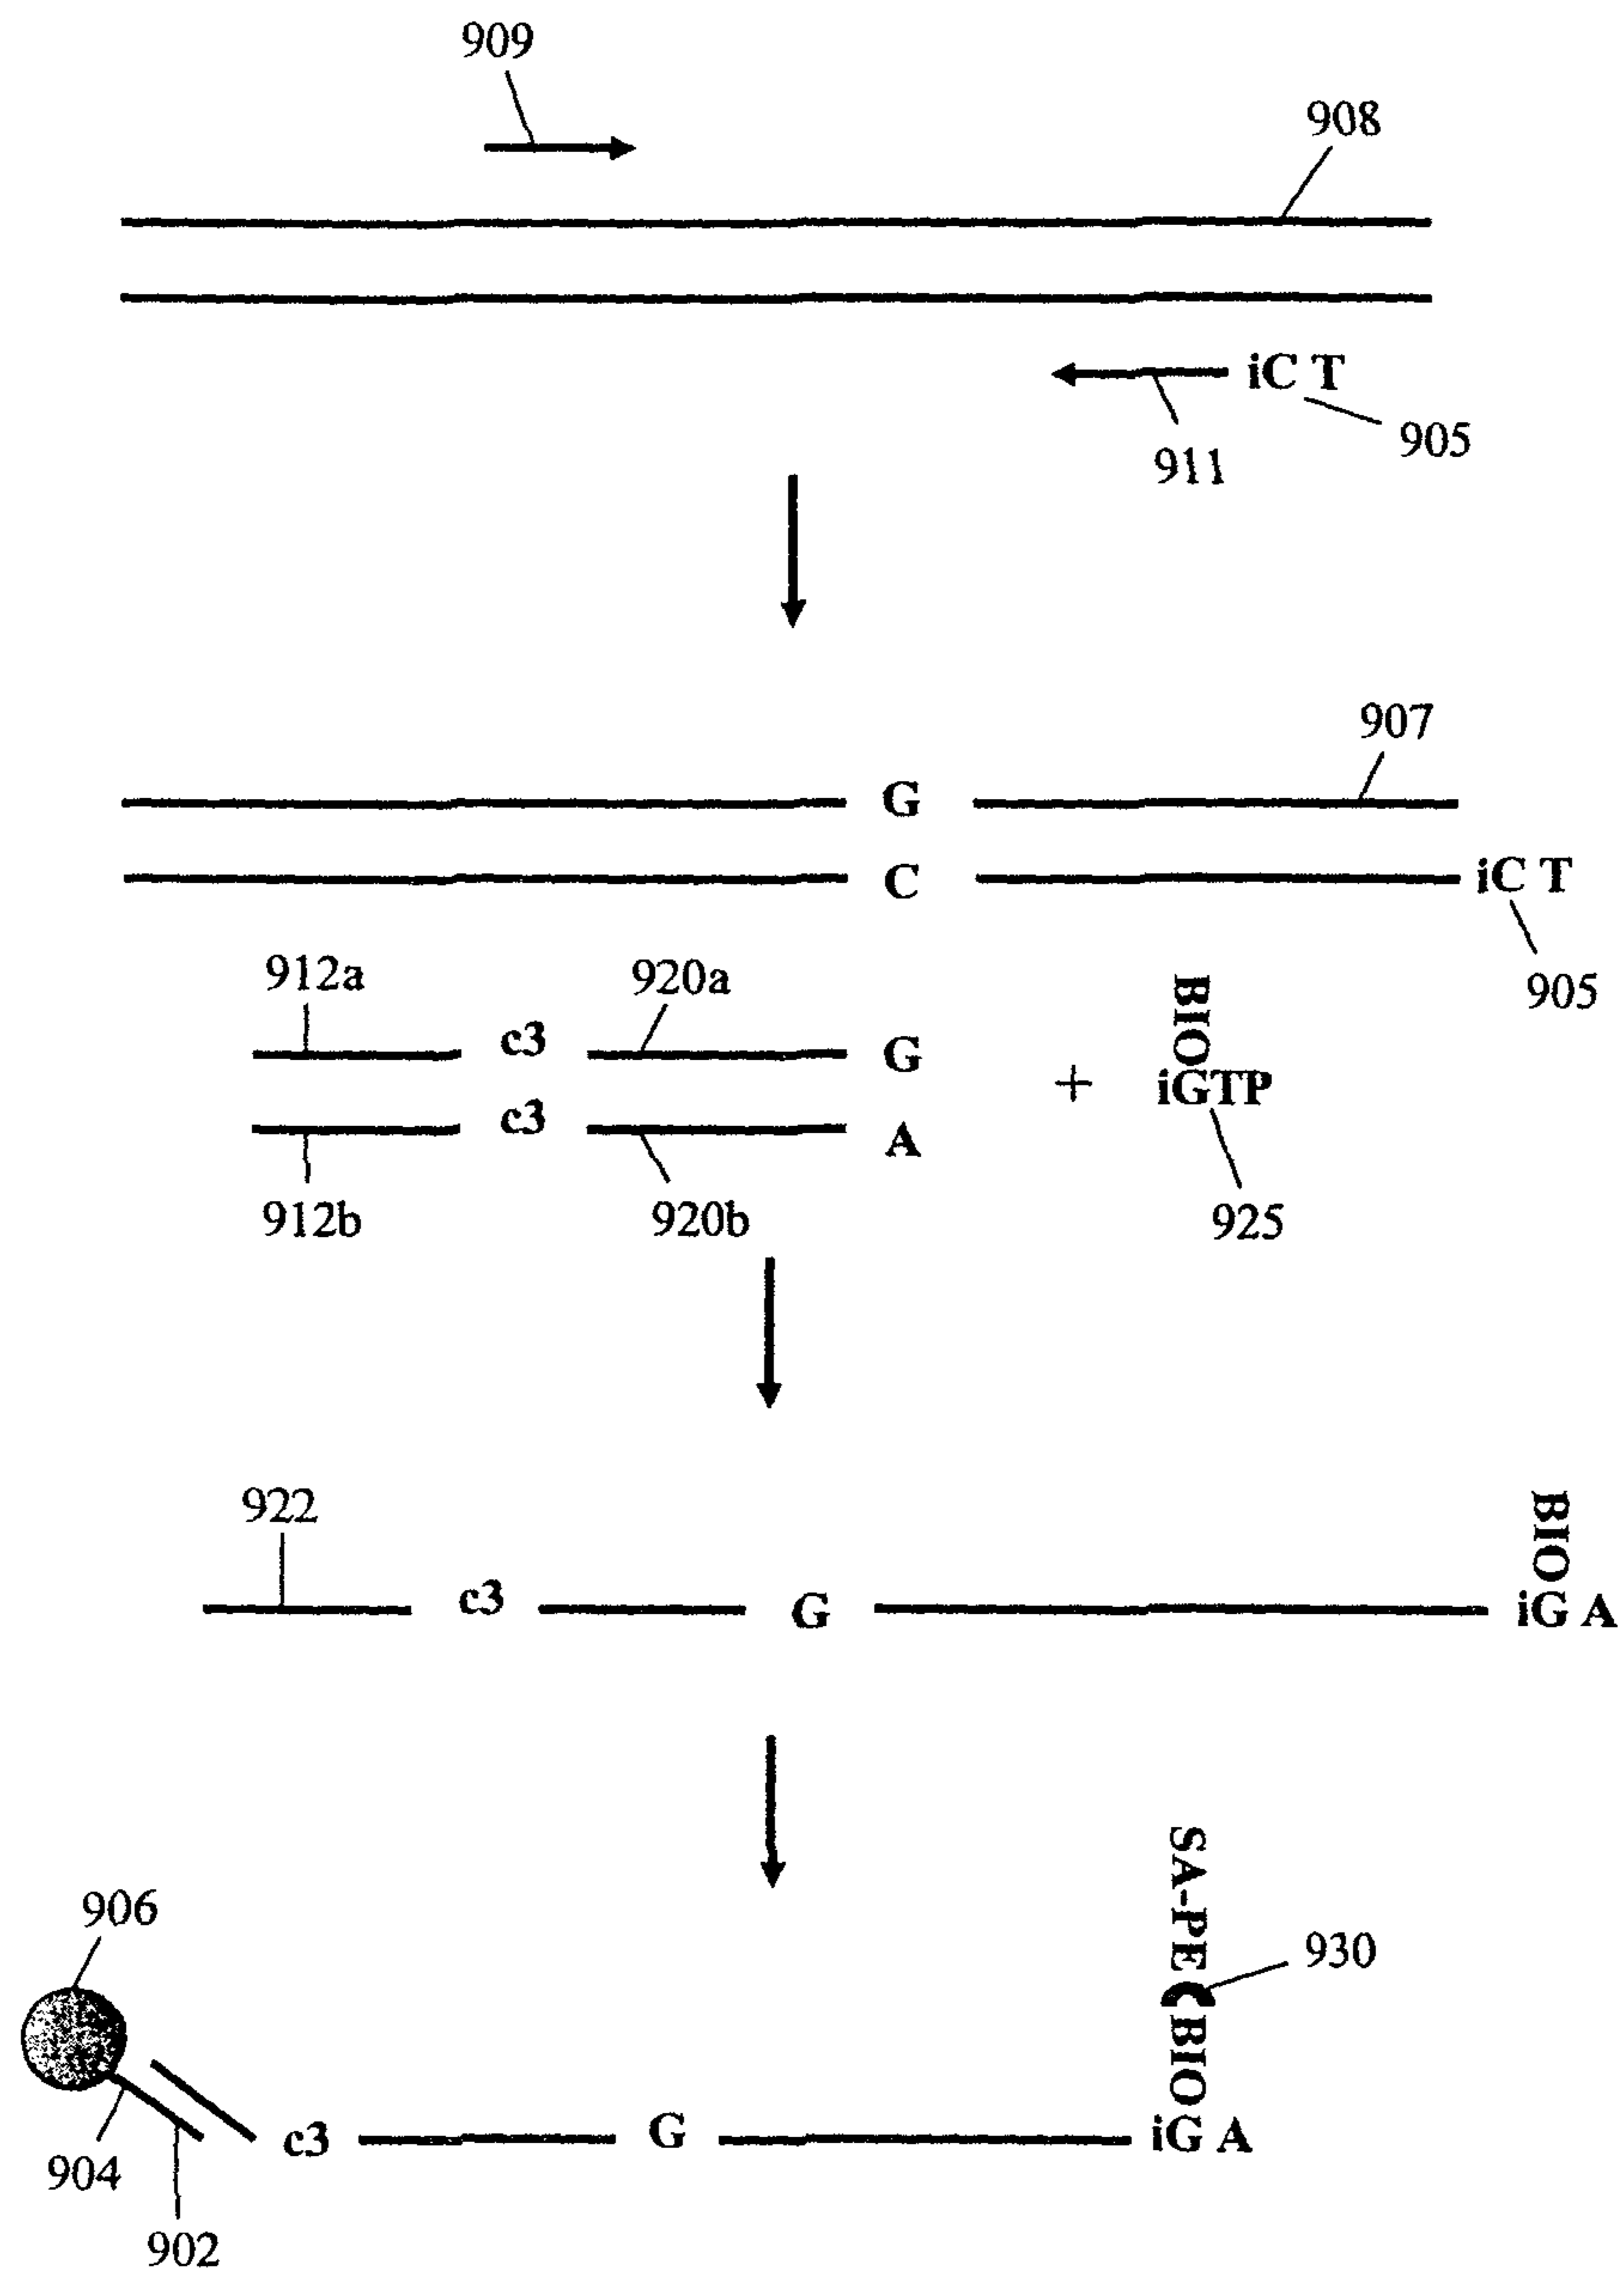 909
908
iC T
905
911
907
G
C
iC T
905
912a
920a
BIO
c3
G
+
iGTP
c3
A
912b
920b
925
922
BIO
c3
G
iG A
SA-PE
906
930
BIO
c3
G
iG A
904
902